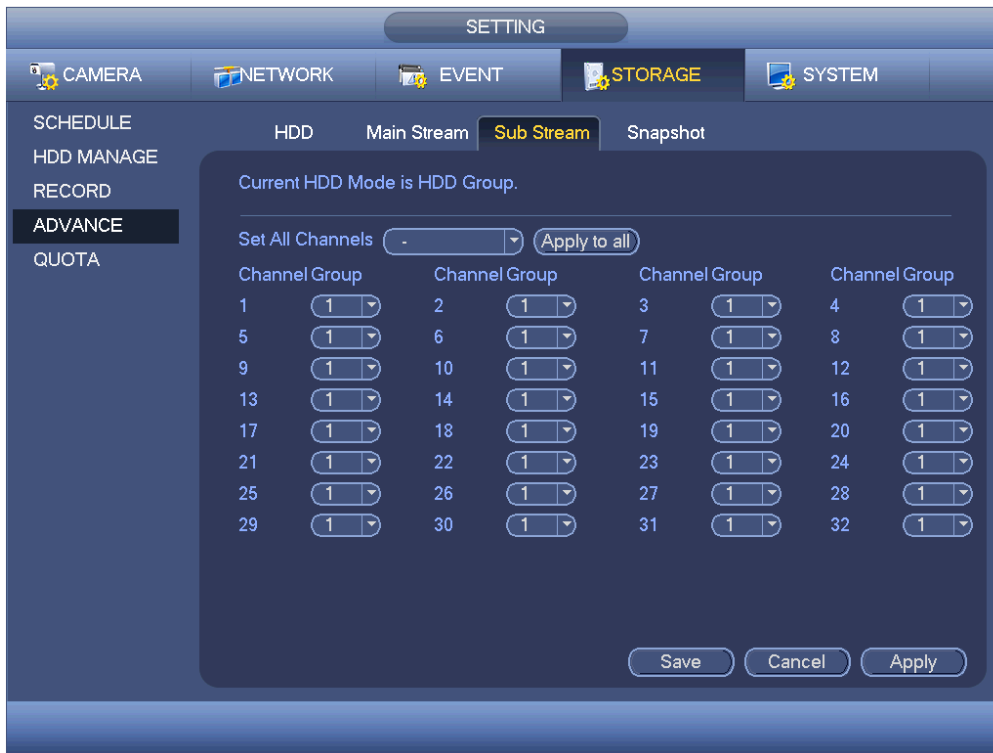 SETTING
CAMERA NETWORK EVENT STORAGE SYSTEM
SCHEDULE
HDD MANAGE
RECORD
ADVANCE
QUOTA
HDD Main Stream Sub Stream Snapshot
Current HDD Mode is HDD Group.
Set All Channels - Apply to all
Channel Group Channel Group Channel Group Channel Group
1 1 2 1 3 1 4 1
5 1 6 1 7 1 8 1
9 1 10 1 11 1 12 1
13 1 14 1 15 1 16 1
17 1 18 1 19 1 20 1
21 1 22 1 23 1 24 1
25 1 26 1 27 1 28 1
29 1 30 1 31 1 32 1
Save Cancel Apply